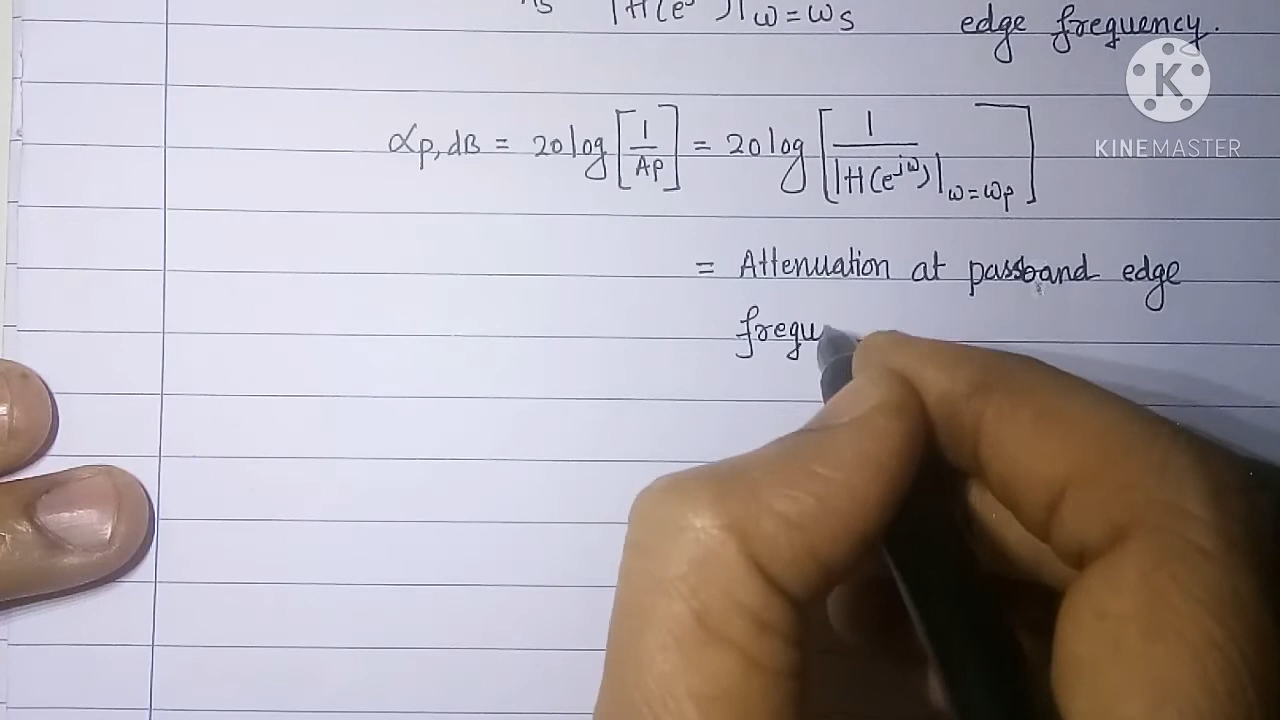 |H(e )|ω=ωs edge frequency.
K
KINEMASTER
αp,dB = 20 log [1/Ap] = 20 log [1/|H(e^jω)|ω=ωp]
= Attenuation at passband edge
frequ